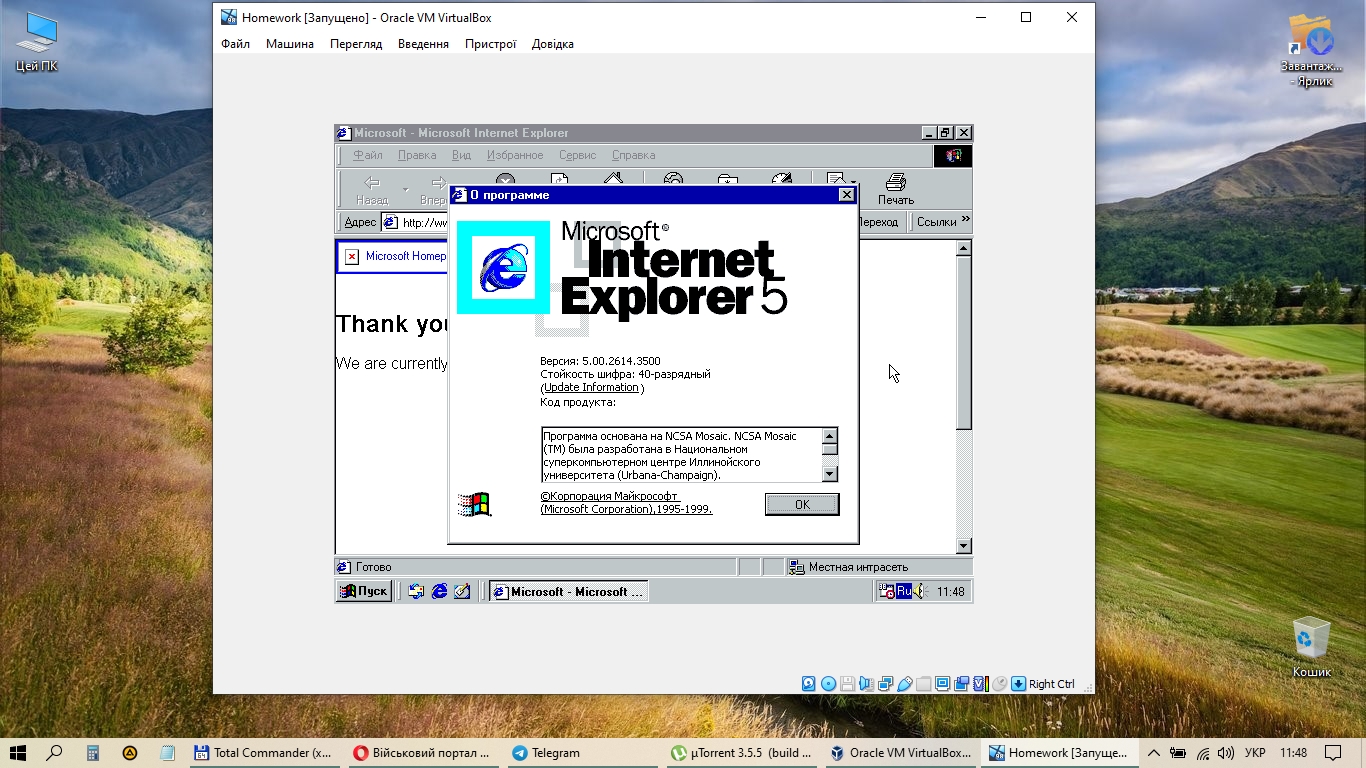 Homework [Запущено] - Oracle VM VirtualBox
Файл Машина Перегляд Введення Пристрої Довідка
Цей ПК
Завантаж...
- Ярлик
Microsoft - Microsoft Internet Explorer
Файл Правка Вид Избранное Сервис Справка
Назад
Печать
О программе
Адрес http://ww
Ссылки
Microsoft Homep
Microsoft®
Internet
Explorer 5
Thank you
We are currently
Версия: 5.00.2614.3500
Стойкость шифра: 40-разрядный
(Update Information )
Код продукта:
Программа основана на NCSA Mosaic. NCSA Mosaic
(TM) была разработана в Национальном
суперкомпьютерном центре Иллинойского
университета (Urbana-Champaign).
©Корпорация Майкрософт
(Microsoft Corporation),1995-1999.
OK
Готово
Местная интрасеть
Пуск
Microsoft - Microsoft ...
Ru
11:48
Кошик
Right Ctrl
Total Commander (x...
Військовий портал ...
Telegram
µTorrent 3.5.5 (build ...
Oracle VM VirtualBox...
Homework [Запуще...
УКР
11:48